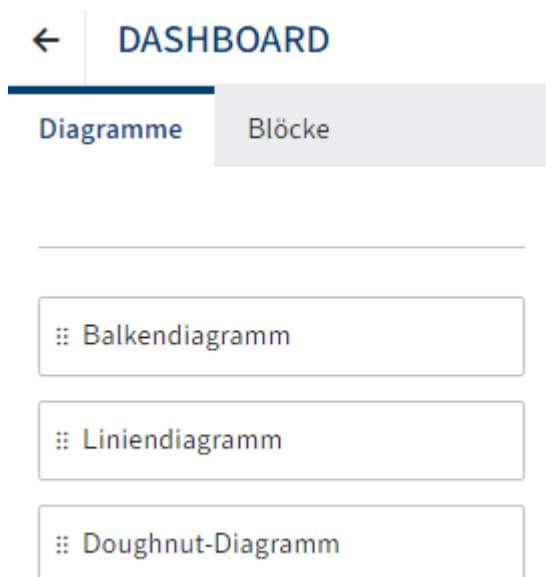 DASHBOARD
Diagramme Blöcke
Balkendiagramm
Liniendiagramm
Doughnut-Diagramm